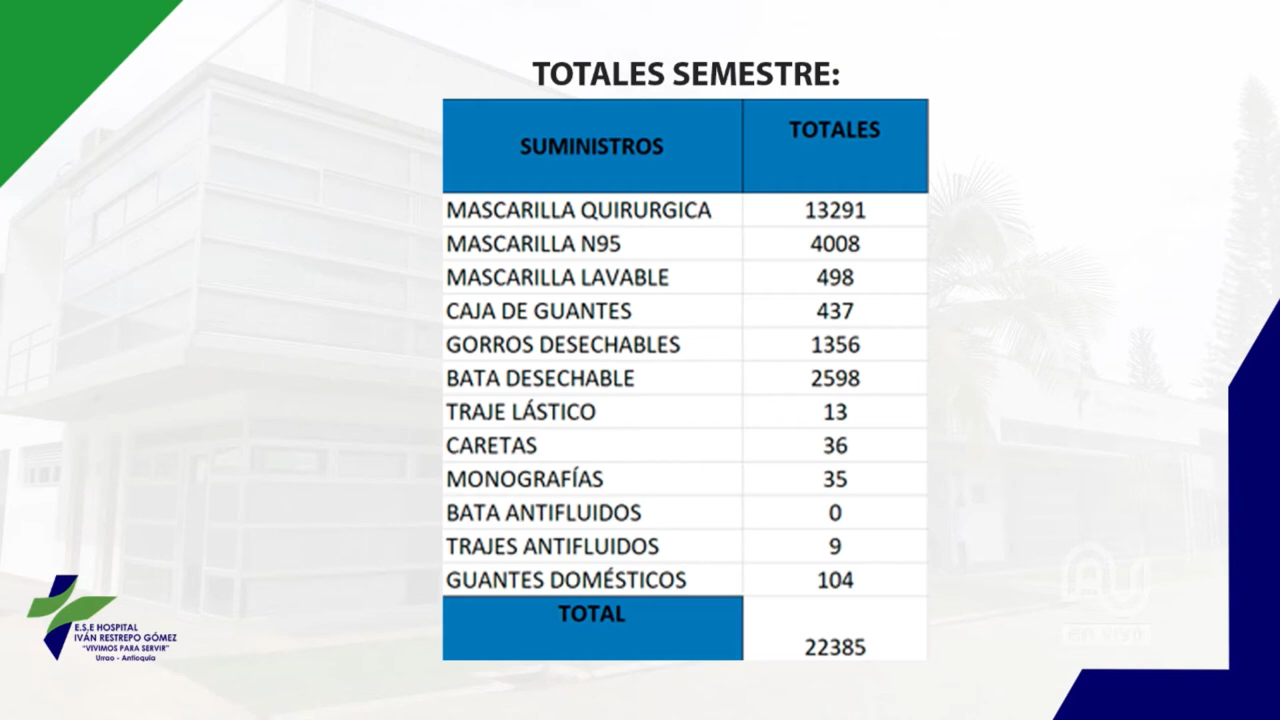 TOTALES SEMESTRE:
SUMINISTROS TOTALES
MASCARILLA QUIRURGICA 13291
MASCARILLA N95 4008
MASCARILLA LAVABLE 498
CAJA DE GUANTES 437
GORROS DESECHABLES 1356
BATA DESECHABLE 2598
TRAJE LÁSTICO 13
CARETAS 36
MONOGRAFÍAS 35
BATA ANTIFLUIDOS 0
TRAJES ANTIFLUIDOS 9
GUANTES DOMÉSTICOS 104
TOTAL 22385
E.S.E HOSPITAL
IVÁN RESTREPO GÓMEZ
"VIVIMOS PARA SERVIR"
Urrao - Antioquia
en vivo